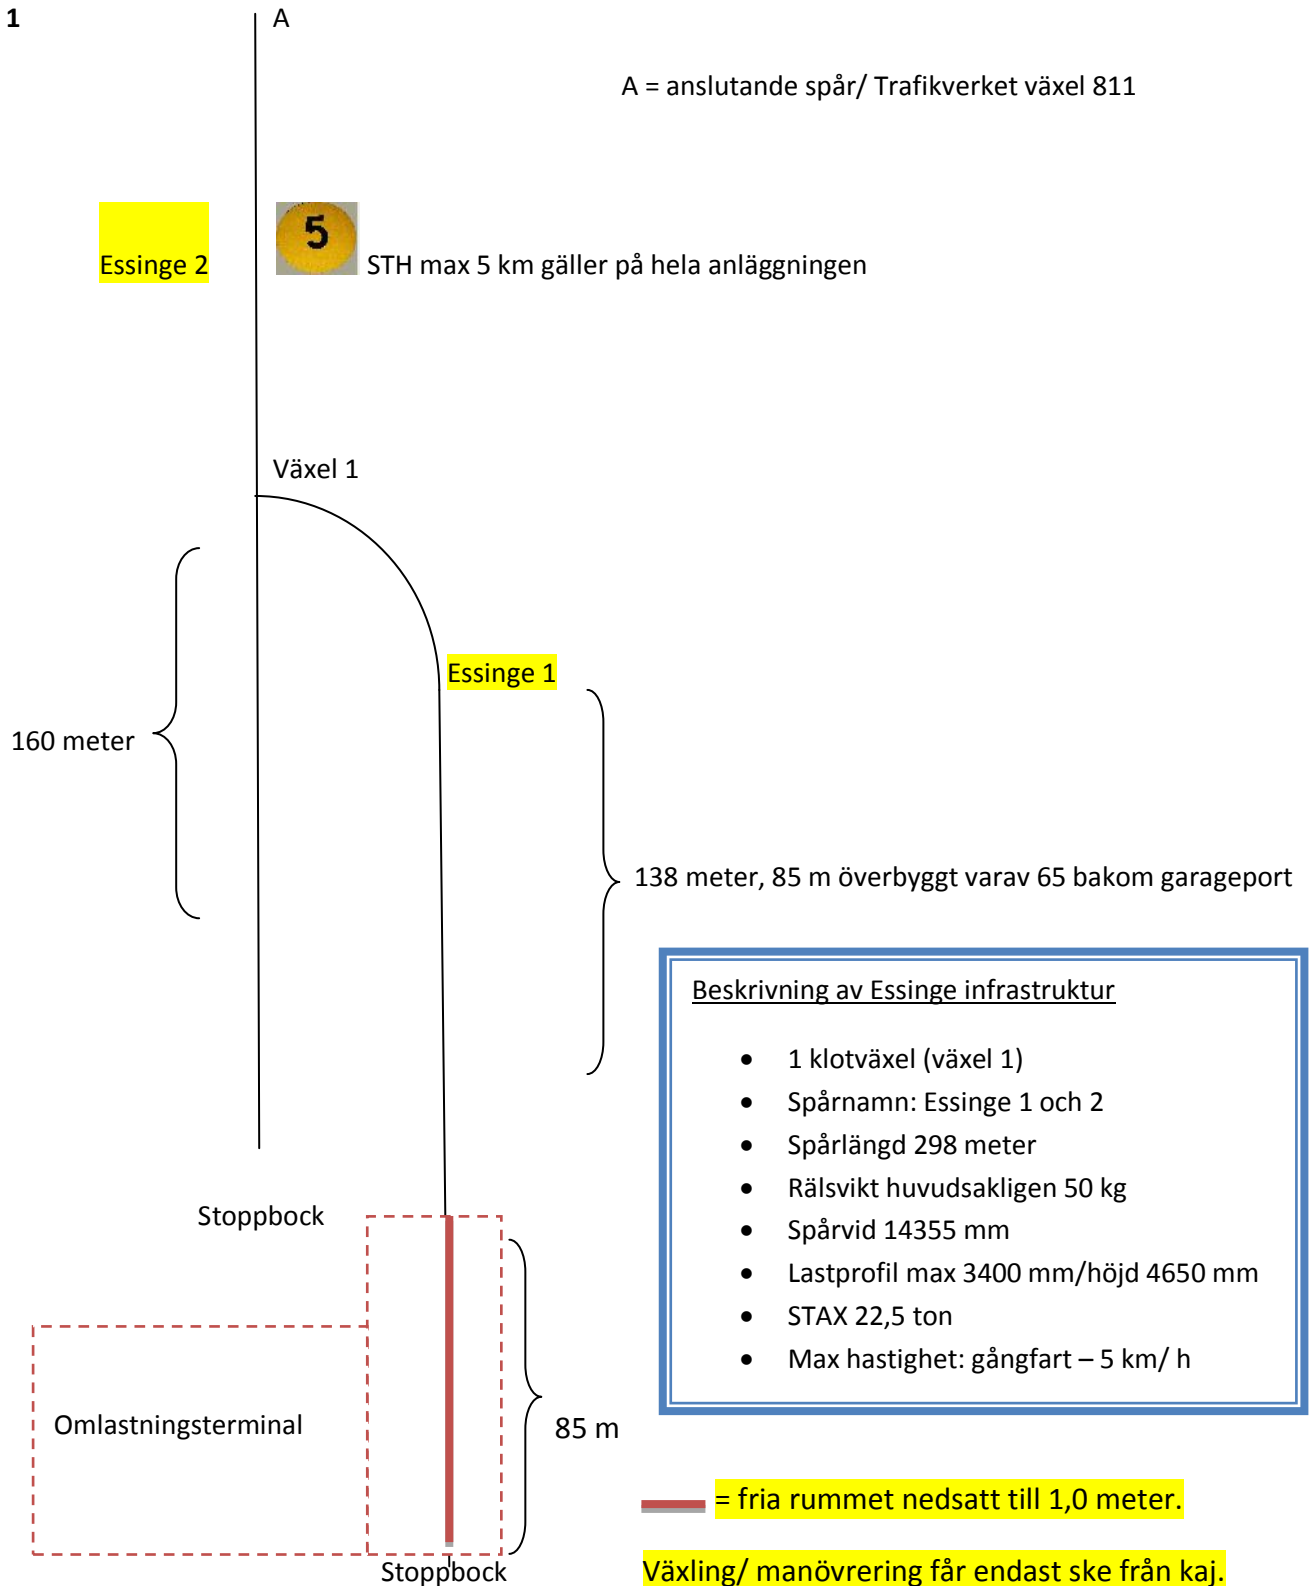 1
A
A = anslutande spår/ Trafikverket växel 811
5
Essinge 2
STH max 5 km gäller på hela anläggningen
Växel 1
Essinge 1
160 meter
138 meter, 85 m överbyggt varav 65 bakom garageport
Beskrivning av Essinge infrastruktur
• 1 klotväxel (växel 1)
• Spårnamn: Essinge 1 och 2
• Spårlängd 298 meter
• Rälsvikt huvudsakligen 50 kg
• Spårvid 14355 mm
• Lastprofil max 3400 mm/höjd 4650 mm
• STAX 22,5 ton
• Max hastighet: gångfart – 5 km/ h
Stoppbock
Omlastningsterminal
85 m
= fria rummet nedsatt till 1,0 meter.
Stoppbock
Växling/ manövrering får endast ske från kaj.